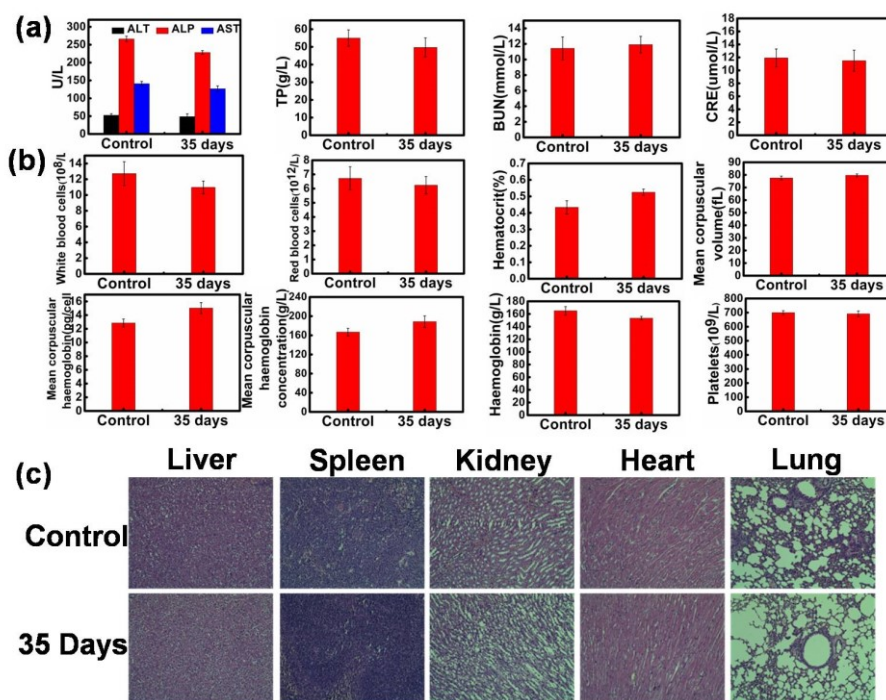 (a)
ALT ALP AST
U/L
300
250
200
150
100
50
0
Control 35 days
TP(g/L)
70
60
50
40
30
20
10
0
Control 35 days
BUN(mmol/L)
14
12
10
8
6
4
2
0
Control 35 days
CRE(umol/L)
18
16
14
12
10
8
6
4
2
0
Control 35 days
(b)
White blood cells(10^8/L)
14
12
10
8
6
4
2
0
Control 35 days
Red blood cells(10^12/L)
8
7
6
5
4
3
2
1
0
Control 35 days
Hematocrit(%)
0.7
0.6
0.5
0.4
0.3
0.2
0.1
0.0
Control 35 days
Mean corpuscular
volume(fL)
90
80
70
60
50
40
30
20
10
0
Control 35 days
Mean corpuscular
haemoglobin(pg/cell
16
14
12
10
8
6
4
2
0
Control 35 days
Mean corpuscular
haemoglobin
concentration(g/L)
240
200
160
120
80
40
0
Control 35 days
Haemoglobin(g/L)
180
160
140
120
100
80
60
40
20
0
Control 35 days
Platelets(10^9/L)
800
700
600
500
400
300
200
100
0
Control 35 days
(c)
Liver Spleen Kidney Heart Lung
Control
35 Days